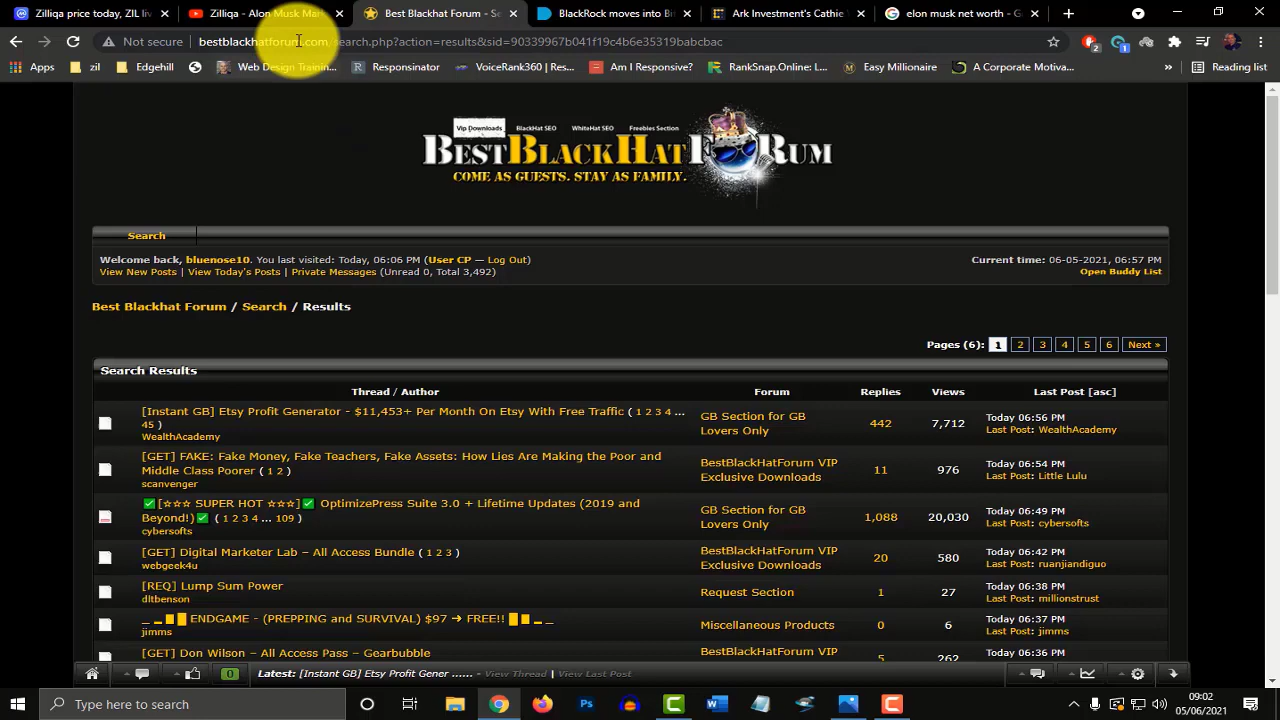 Zilliqa price today, ZIL liv
Zilliqa - Alon Musk Mar
Best Blackhat Forum - Se
BlackRock moves into Bi
Ark Investment's Cathie
elon musk net worth - G
Not secure
bestblackhatforum.com/search.php?action=results&sid=90339967b041f19c4b6e35319babcbac
2
1
Apps
zil
Edgehill
Web Design Trainin...
Responsinator
VoiceRank360 | Res...
Am I Responsive?
RankSnap.Online: L...
Easy Millionaire
A Corporate Motiva...
»
Reading list
Vip Downloads
BlackHat SEO
WhiteHat SEO
Freebies Section
BestBlackHatForum
COME AS GUESTS. STAY AS FAMILY.
Search
Welcome back, bluenose10. You last visited: Today, 06:06 PM (User CP — Log Out)
Current time: 06-05-2021, 06:57 PM
View New Posts | View Today's Posts | Private Messages (Unread 0, Total 3,492)
Open Buddy List
Best Blackhat Forum / Search / Results
Pages (6): 1 2 3 4 5 6 Next »
Search Results
Thread / Author
Forum
Replies
Views
Last Post [asc]
[Instant GB] Etsy Profit Generator - $11,453+ Per Month On Etsy With Free Traffic ( 1 2 3 4 ...
45 )
WealthAcademy
GB Section for GB
Lovers Only
442
7,712
Today 06:56 PM
Last Post: WealthAcademy
[GET] FAKE: Fake Money, Fake Teachers, Fake Assets: How Lies Are Making the Poor and
Middle Class Poorer ( 1 2 )
scanvenger
BestBlackHatForum VIP
Exclusive Downloads
11
976
Today 06:54 PM
Last Post: Little Lulu
✅[☆☆☆ SUPER HOT ☆☆☆]✅ OptimizePress Suite 3.0 + Lifetime Updates (2019 and
Beyond!)✅ ( 1 2 3 4 ... 109 )
cybersofts
GB Section for GB
Lovers Only
1,088
20,030
Today 06:49 PM
Last Post: cybersofts
[GET] Digital Marketer Lab – All Access Bundle ( 1 2 3 )
webgeek4u
BestBlackHatForum VIP
Exclusive Downloads
20
580
Today 06:42 PM
Last Post: ruanjiandiguo
[REQ] Lump Sum Power
dltbenson
Request Section
1
27
Today 06:38 PM
Last Post: millionstrust
_ ▂ ▆ █ ENDGAME - (PREPPING and SURVIVAL) $97 ➜ FREE!! █ ▆ ▂ _
jimms
Miscellaneous Products
0
6
Today 06:37 PM
Last Post: jimms
[GET] Don Wilson – All Access Pass – Gearbubble
BestBlackHatForum VIP
5
262
Today 06:36 PM
0
Latest: [Instant GB] Etsy Profit Gener ...... - View Thread | View Last Post
Type here to search
09:02
05/06/2021